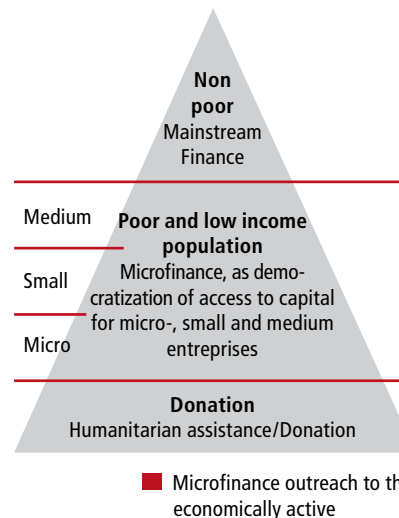 Non
poor
Mainstream
Finance
Medium
Small
Micro
Poor and low income
population
Microfinance, as demo-
cratization of access to capital
for micro-, small and medium
entreprises
Donation
Humanitarian assistance/Donation
Microfinance outreach to
economically active